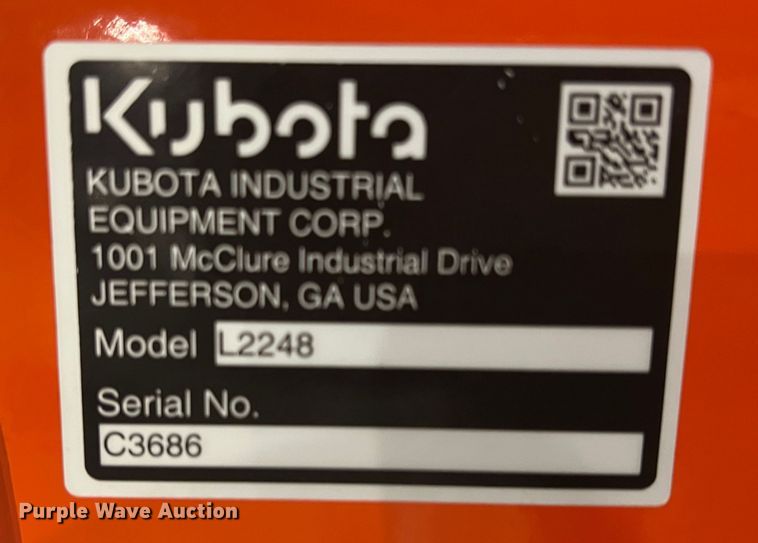 Kubota
KUBOTA INDUSTRIAL
EQUIPMENT CORP.
1001 McClure Industrial Drive
JEFFERSON, GA USA
Model L2248
Serial No.
C3686
Purple Wave Auction